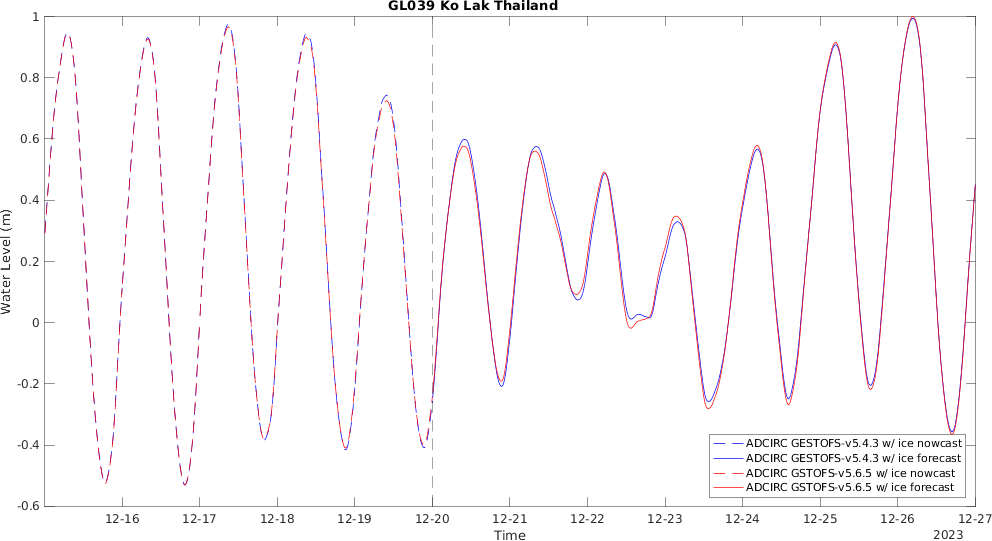 GL039 Ko Lak Thailand
1
0.8
0.6
0.4
0.2
0
-0.2
-0.4
-0.6
Water Level (m)
ADCIRC GESTOFS-v5.4.3 w/ ice nowcast
ADCIRC GESTOFS-v5.4.3 w/ ice forecast
ADCIRC GSTOFS-v5.6.5 w/ ice nowcast
ADCIRC GSTOFS-v5.6.5 w/ ice forecast
12-16 12-17 12-18 12-19 12-20 12-21 12-22 12-23 12-24 12-25 12-26 12-27
Time
2023